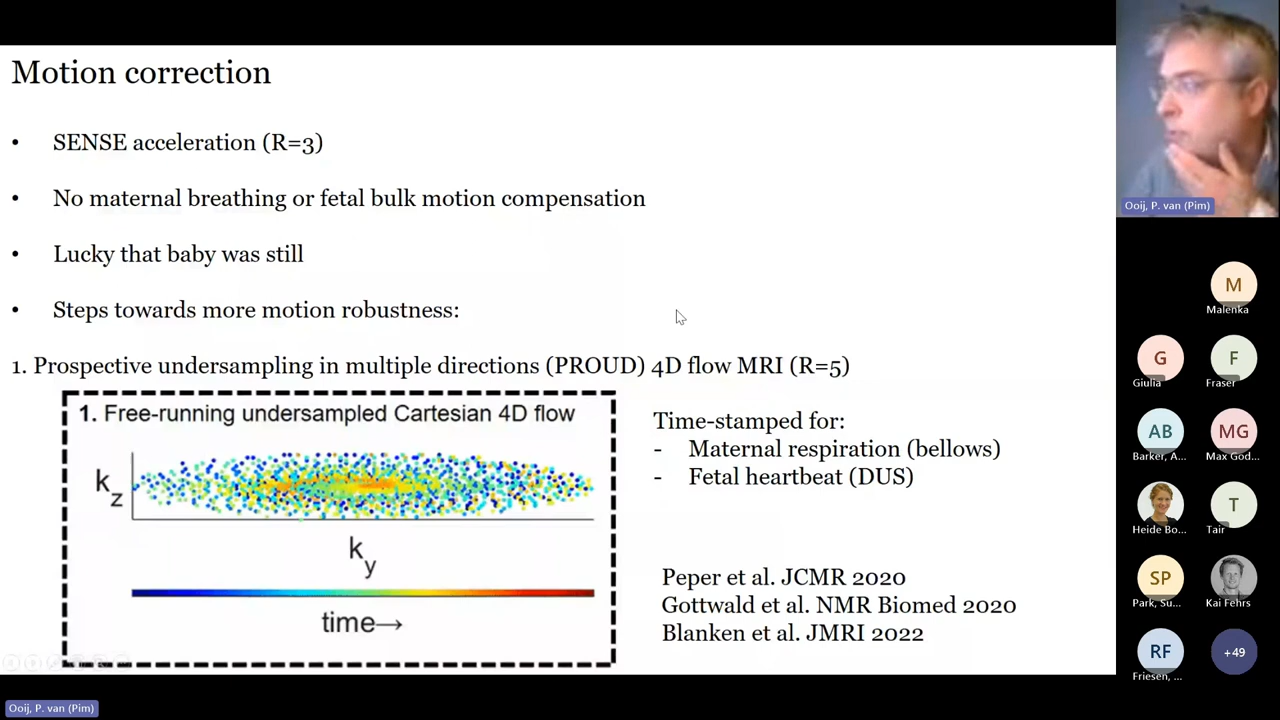 Motion correction
• SENSE acceleration (R=3)
• No maternal breathing or fetal bulk motion compensation
• Lucky that baby was still
• Steps towards more motion robustness:
1. Prospective undersampling in multiple directions (PROUD) 4D flow MRI (R=5)
1. Free-running undersampled Cartesian 4D flow
kz
ky
time→
Time-stamped for:
- Maternal respiration (bellows)
- Fetal heartbeat (DUS)
Peper et al. JCMR 2020
Gottwald et al. NMR Biomed 2020
Blanken et al. JMRI 2022
Ooij, P. van (Pim)
M
Malenka
G
Giulia
F
Fraser
AB
Barker, A...
MG
Max God...
Heide Bo...
T
Tair
SP
Park, Su...
Kai Fehrs
RF
Friesen, ...
+49
Ooij, P. van (Pim)